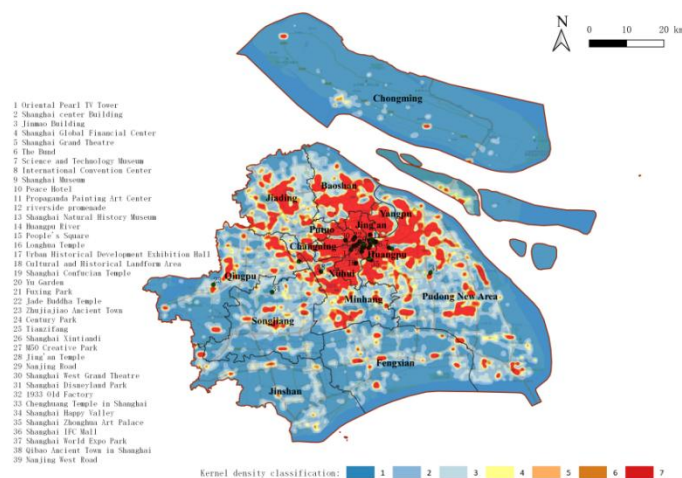 N
0 10 20 km
1 Oriental Pearl TV Tower
2 Shanghai center Building
3 Jinmao Building
4 Shanghai Global Financial Center
5 Shanghai Grand Theatre
6 The Bund
7 Science and Technology Museum
8 International Convention Center
9 Shanghai Museum
10 Peace Hotel
11 Propaganda Painting Art Center
12 riverside promenade
13 Shanghai Natural History Museum
14 Huangpu River
15 People's Square
16 Longhua Temple
17 Urban Historical Development Exhibition Hall
18 Cultural and Historical Landform Area
19 Shanghai Confucian Temple
20 Yu Garden
21 Fuxing Park
22 Jade Buddha Temple
23 Zhujiajiao Ancient Town
24 Century Park
25 Tianzifang
26 Shanghai Xintiandi
27 M50 Creative Park
28 Jing'an Temple
29 Nanjing Road
30 Shanghai West Grand Theatre
31 Shanghai Disneyland Park
32 1933 Old Factory
33 Chenghuang Temple in Shanghai
34 Shanghai Happy Valley
35 Shanghai Zhonghua Art Palace
36 Shanghai IFC Mall
37 Shanghai World Expo Park
38 Qibao Ancient Town in Shanghai
39 Nanjing West Road
Chongming
Baoshan
Jiading
Yangpu
Jing'an
Putuo
Changning
Huangpu
Xuhui
Qingpu
Minhang
Pudong New Area
Songjiang
Fengxian
Jinshan
Kernel density classification: 1 2 3 4 5 6 7